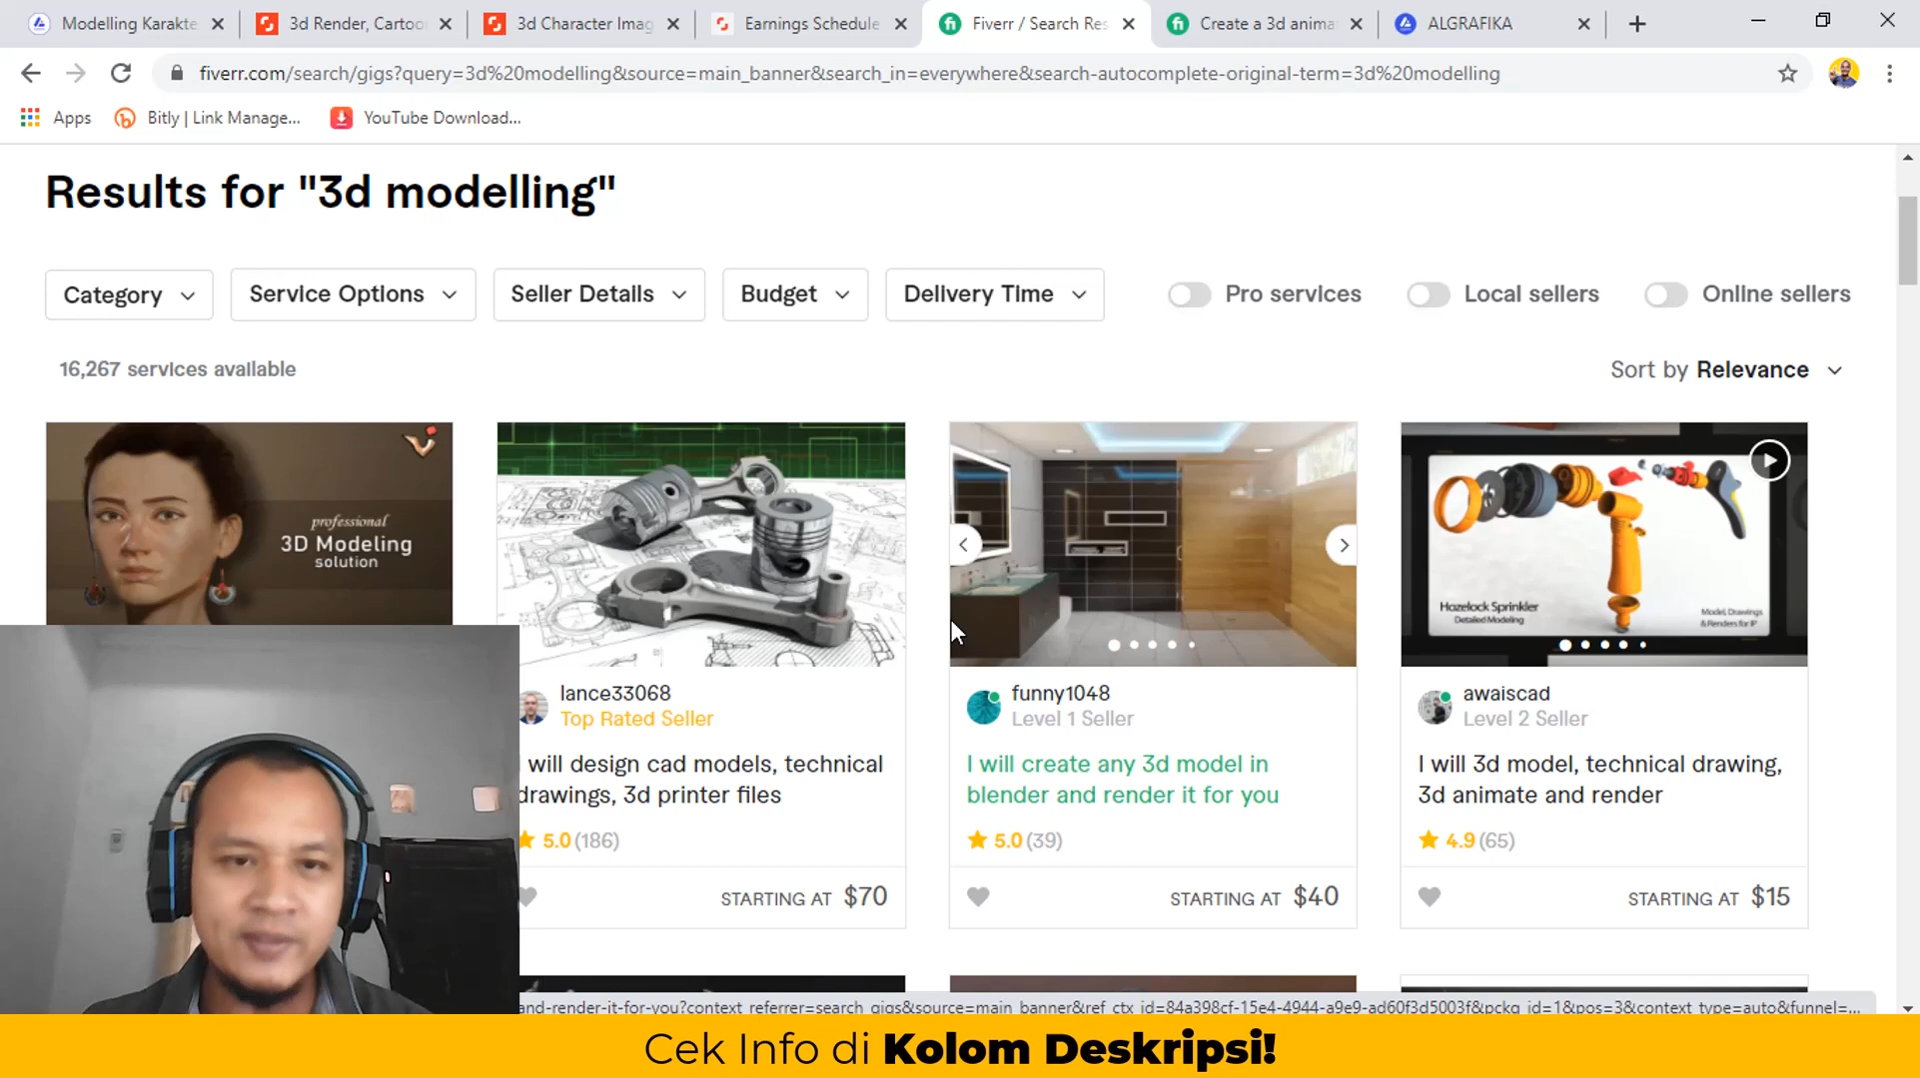 Modelling Karakte
3d Render, Cartoo
3d Character Imag
Earnings Schedule
Fiverr / Search Res
Create a 3d anima
ALGRAFIKA
fiverr.com/search/gigs?query=3d%20modelling&source=main_banner&search_in=everywhere&search-autocomplete-original-term=3d%20modelling
Apps
Bitly | Link Manage...
YouTube Download...
Results for "3d modelling"
Category
Service Options
Seller Details
Budget
Delivery Time
Pro services
Local sellers
Online sellers
16,267 services available
Sort by Relevance
professional
3D Modeling
solution
Hozelock Sprinkler
Detailed Modeling
Model, Drawings
& Renders for IP
lance33068
Top Rated Seller
I will design cad models, technical
drawings, 3d printer files
5.0 (186)
STARTING AT $70
funny1048
Level 1 Seller
I will create any 3d model in
blender and render it for you
5.0 (39)
STARTING AT $40
awaiscad
Level 2 Seller
I will 3d model, technical drawing,
3d animate and render
4.9 (65)
STARTING AT $15
and-render-it-for-you?context_referrer=search_gigs&source=main_banner&ref_ctx_id=84a398cf-15e4-4944-a9e9-ad60f3d5003f&pckg_id=1&pos=3&context_type=auto&funnel=...
Cek Info di Kolom Deskripsi!